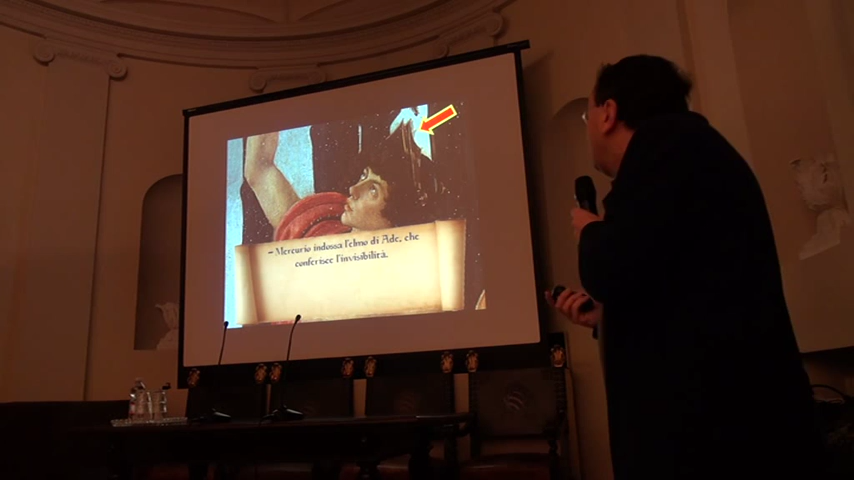 – Mercurio indossa l'elmo di Ade, che
conferisce l'invisibilità.